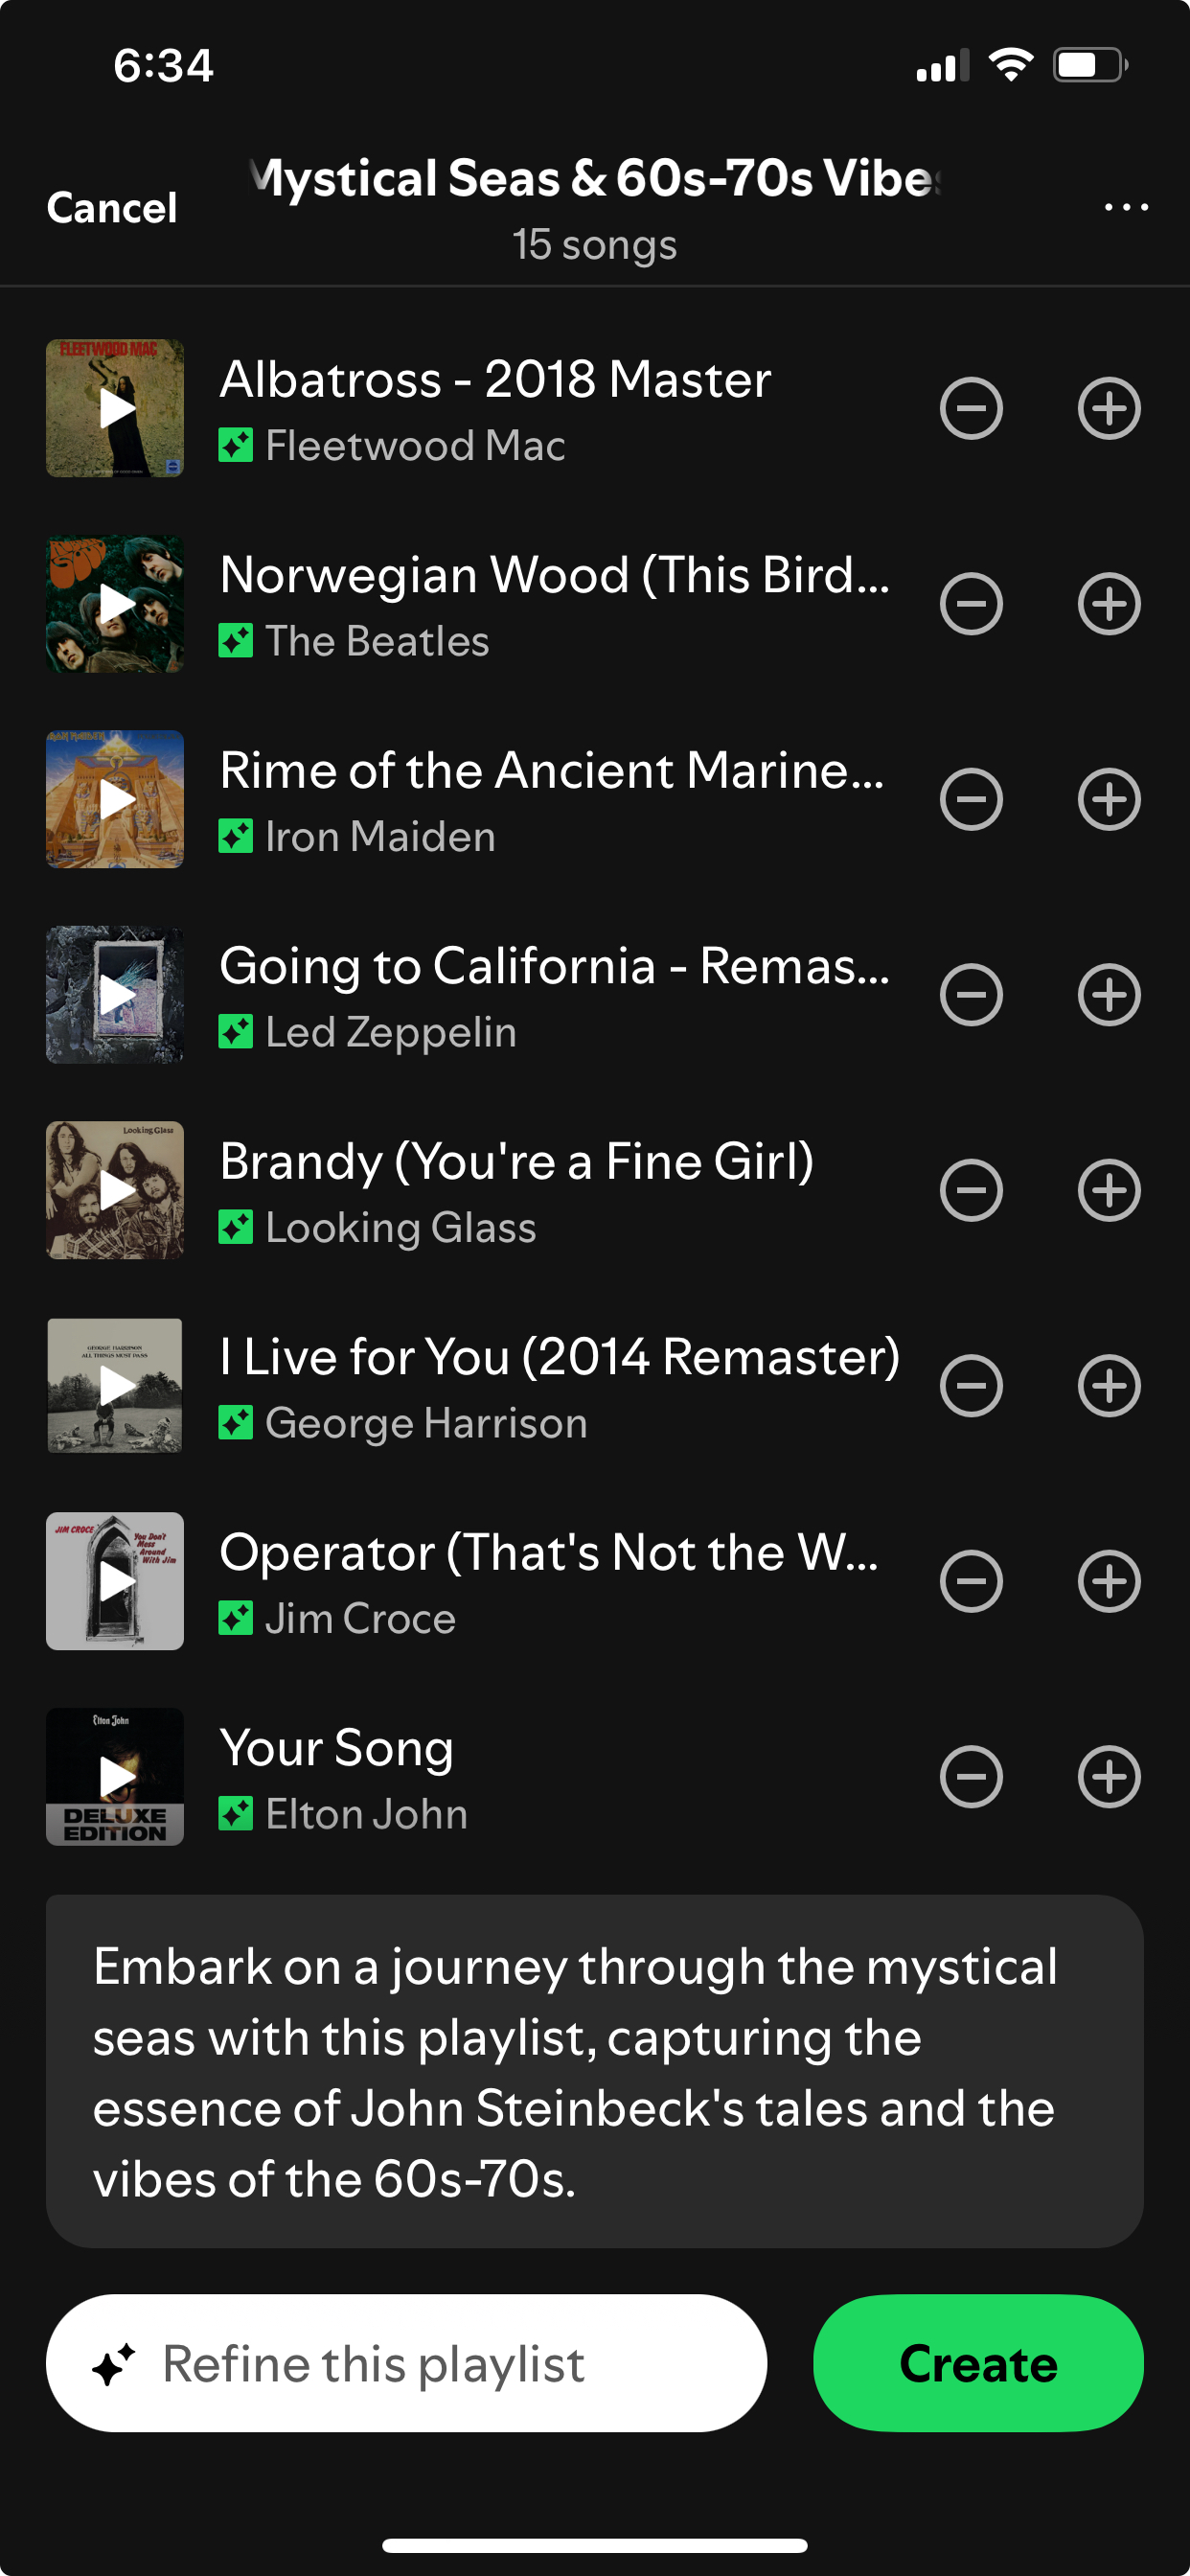 6:34
Cancel
Mystical Seas & 60s-70s Vibes
15 songs
FLEETWOOD MAC
Albatross - 2018 Master
Fleetwood Mac
Norwegian Wood (This Bird...
The Beatles
IRON MAIDEN
Rime of the Ancient Marine...
Iron Maiden
Going to California - Remas...
Led Zeppelin
Looking Glass
Brandy (You're a Fine Girl)
Looking Glass
GEORGE HARRISON
ALL THINGS MUST PASS
I Live for You (2014 Remaster)
George Harrison
JIM CROCE
You Don't
Mess
Around
With Jim
Operator (That's Not the W...
Jim Croce
Elton John
DELUXE
EDITION
Your Song
Elton John
Embark on a journey through the mystical
seas with this playlist, capturing the
essence of John Steinbeck's tales and the
vibes of the 60s-70s.
Refine this playlist
Create